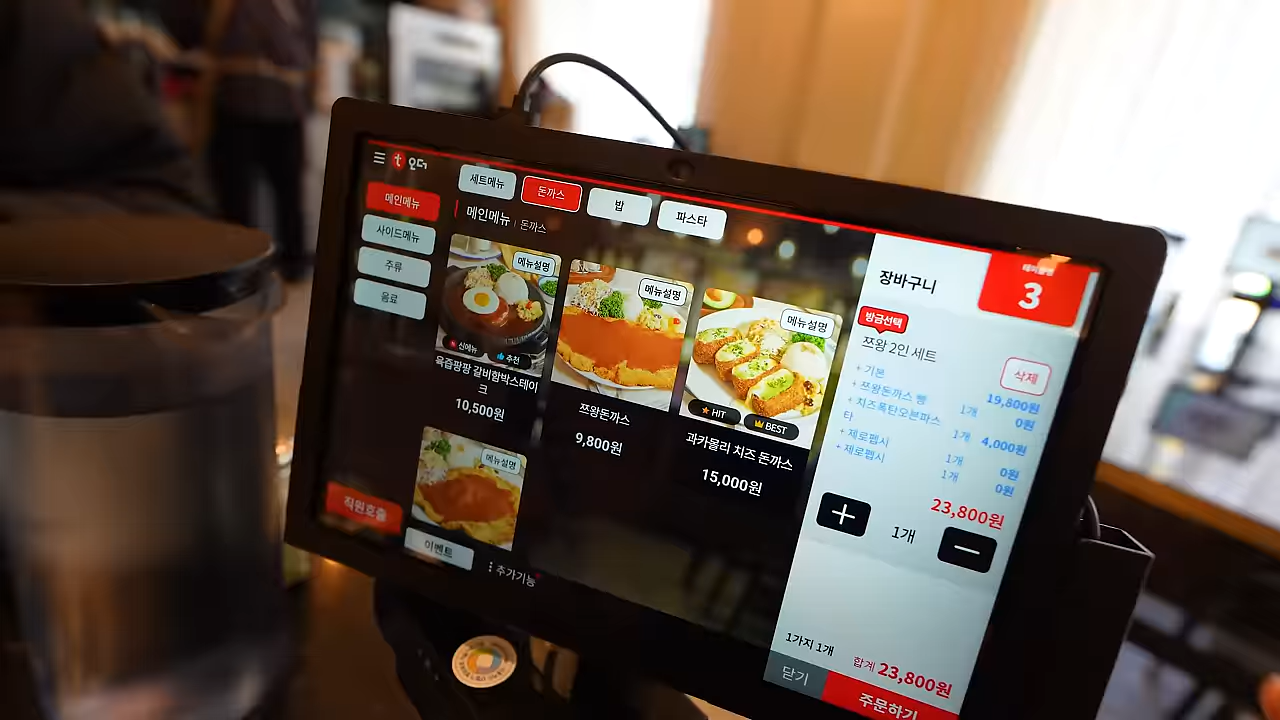 t오더
세트메뉴
돈까스
밥
파스타
메인메뉴
사이드메뉴
주류
음료
메인메뉴 | 돈까스
메뉴설명
신메뉴
추천
육즙팡팡 갈비함박스테이
크
10,500원
메뉴설명
쯔왕돈까스
9,800원
메뉴설명
HIT
BEST
과카몰리 치즈 돈까스
15,000원
메뉴설명
직원호출
이벤트
추가기능
장바구니
테이블번호
3
방금선택
쯔왕 2인 세트
삭제
+ 기본 19,800원
+ 쯔왕돈까스 빵 1개 0원
+ 치즈폭탄오븐파스
타 1개 4,000원
+ 제로펩시 1개 0원
+ 제로펩시 1개 0원
23,800원
+ 1개 −
1가지 1개
합계 23,800원
닫기
주문하기